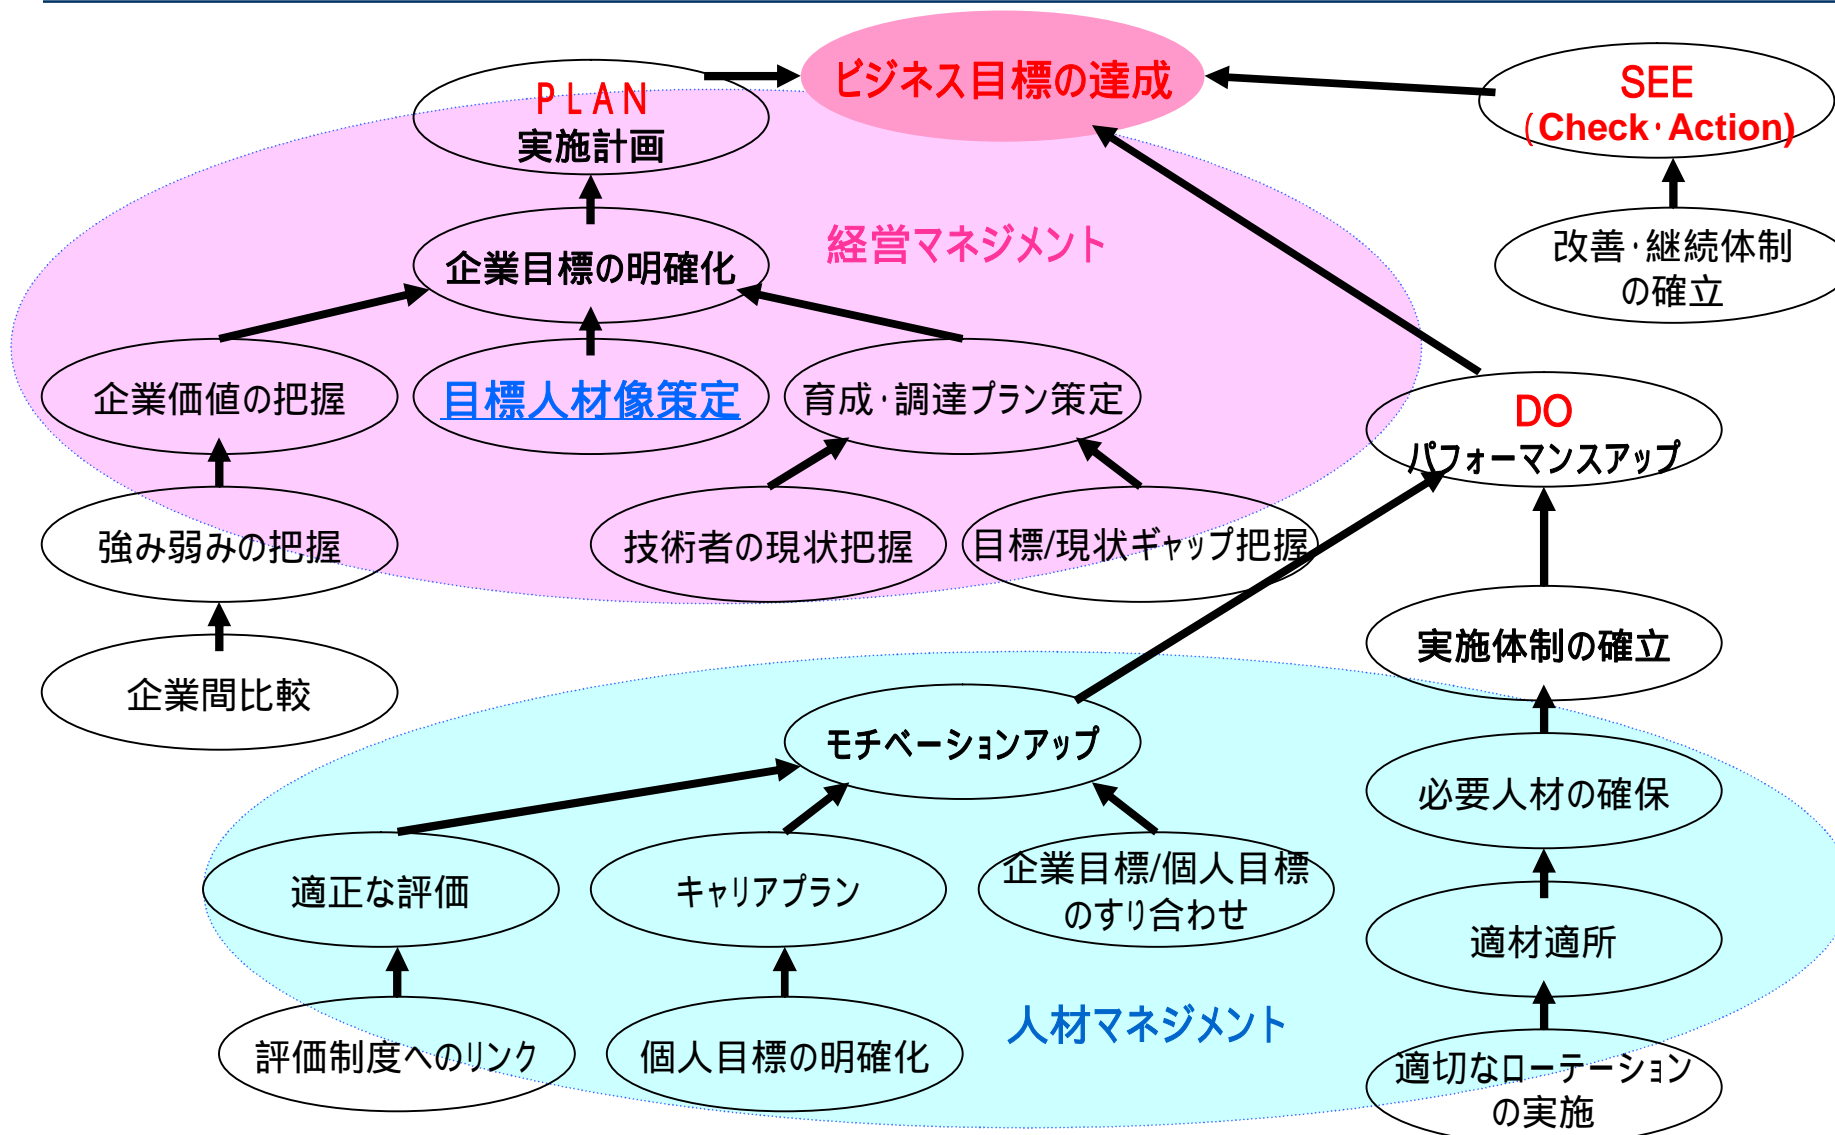 ビジネス目標の達成
PLAN
実施計画
SEE
(Check・Action)
経営マネジメント
企業目標の明確化
改善・継続体制
の確立
企業価値の把握
目標人材像策定
育成・調達プラン策定
DO
パフォーマンスアップ
強み弱みの把握
技術者の現状把握
目標/現状ギャップ把握
実施体制の確立
企業間比較
モチベーションアップ
必要人材の確保
適正な評価
キャリアプラン
企業目標/個人目標
のすり合わせ
適材適所
人材マネジメント
評価制度へのリンク
個人目標の明確化
適切なローテーション
の実施